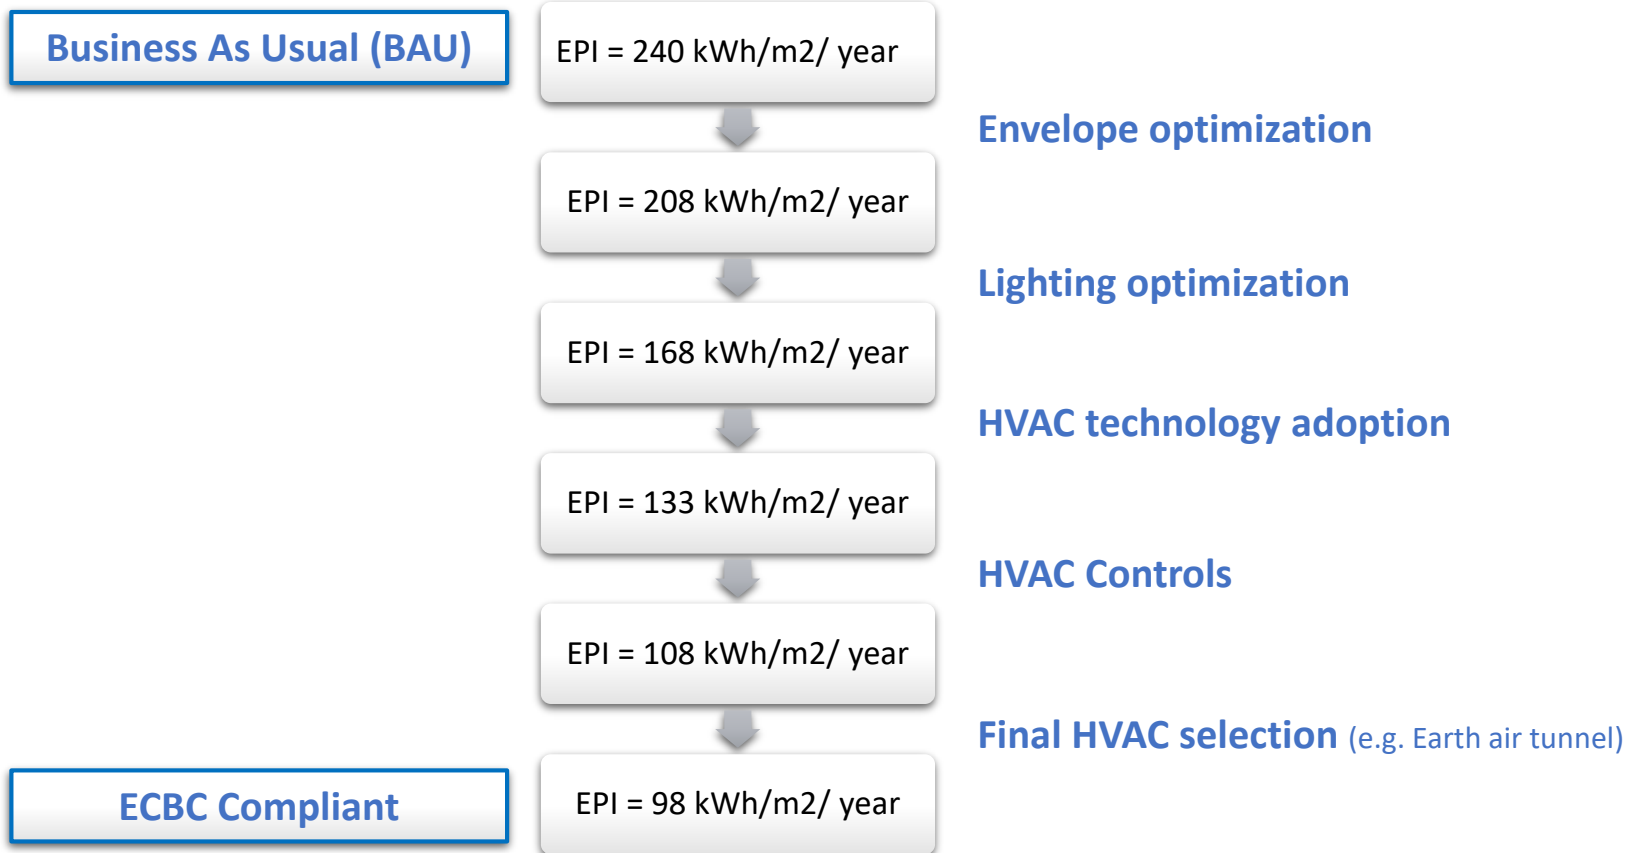 Business As Usual (BAU)
EPI = 240 kWh/m2/ year
Envelope optimization
EPI = 208 kWh/m2/ year
Lighting optimization
EPI = 168 kWh/m2/ year
HVAC technology adoption
EPI = 133 kWh/m2/ year
HVAC Controls
EPI = 108 kWh/m2/ year
Final HVAC selection (e.g. Earth air tunnel)
ECBC Compliant
EPI = 98 kWh/m2/ year